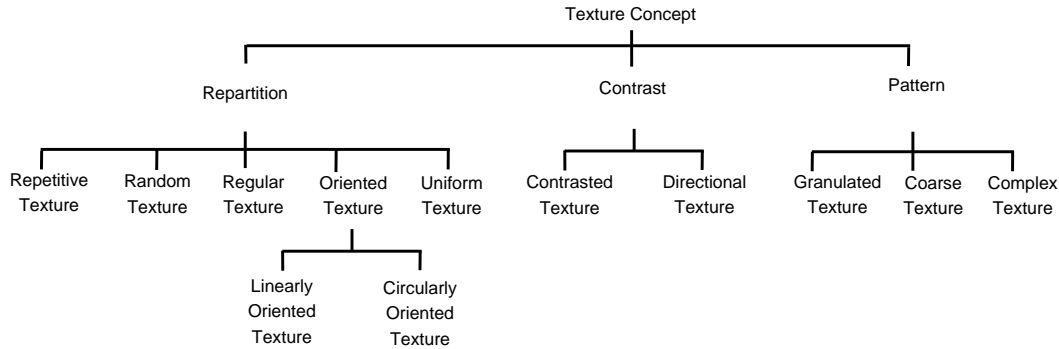 Texture Concept
Repartition
Contrast
Pattern
Repetitive
Texture
Random
Texture
Regular
Texture
Oriented
Texture
Uniform
Texture
Contrasted
Texture
Directional
Texture
Granulated
Texture
Coarse
Texture
Complex
Texture
Linearly
Oriented
Texture
Circularly
Oriented
Texture